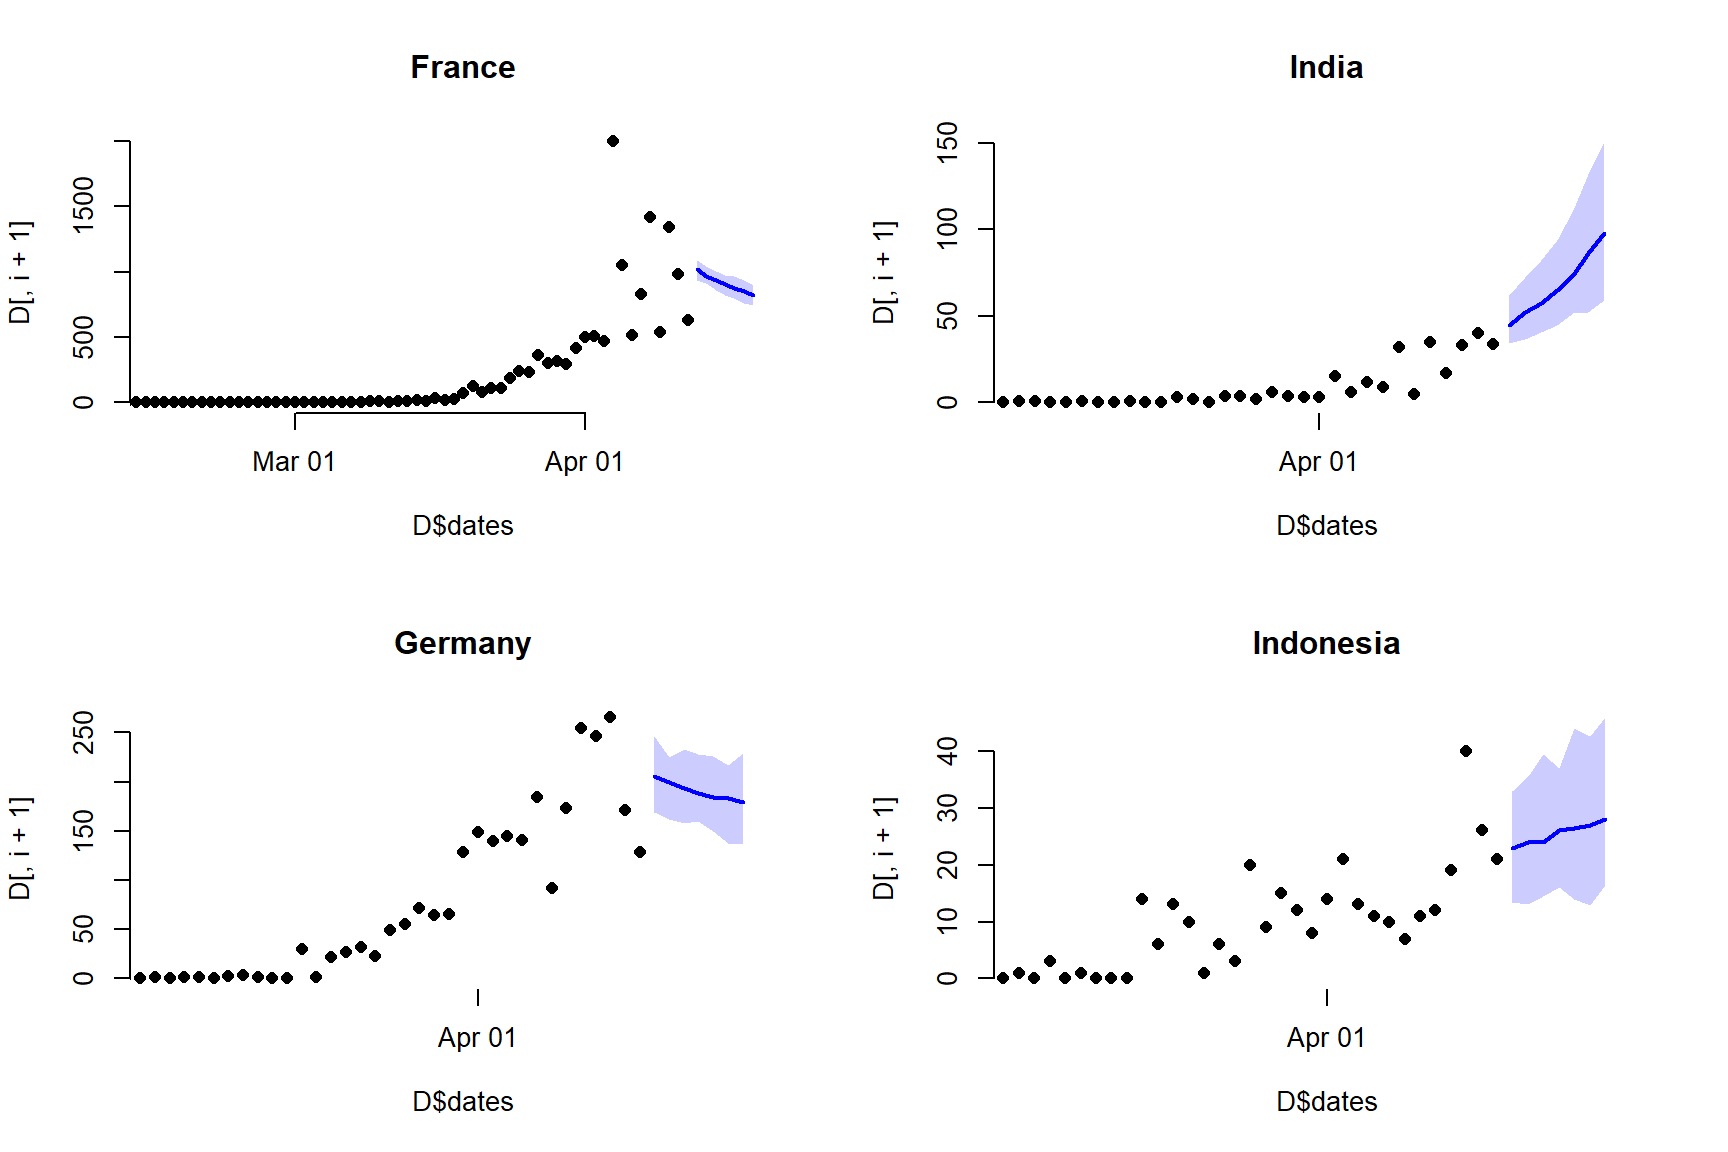 France
D[, i + 1]
0
500
1500
Mar 01
Apr 01
D$dates
India
D[, i + 1]
0
50
100
150
Apr 01
D$dates
Germany
D[, i + 1]
0
50
150
250
Apr 01
D$dates
Indonesia
D[, i + 1]
0
10
20
30
40
Apr 01
D$dates